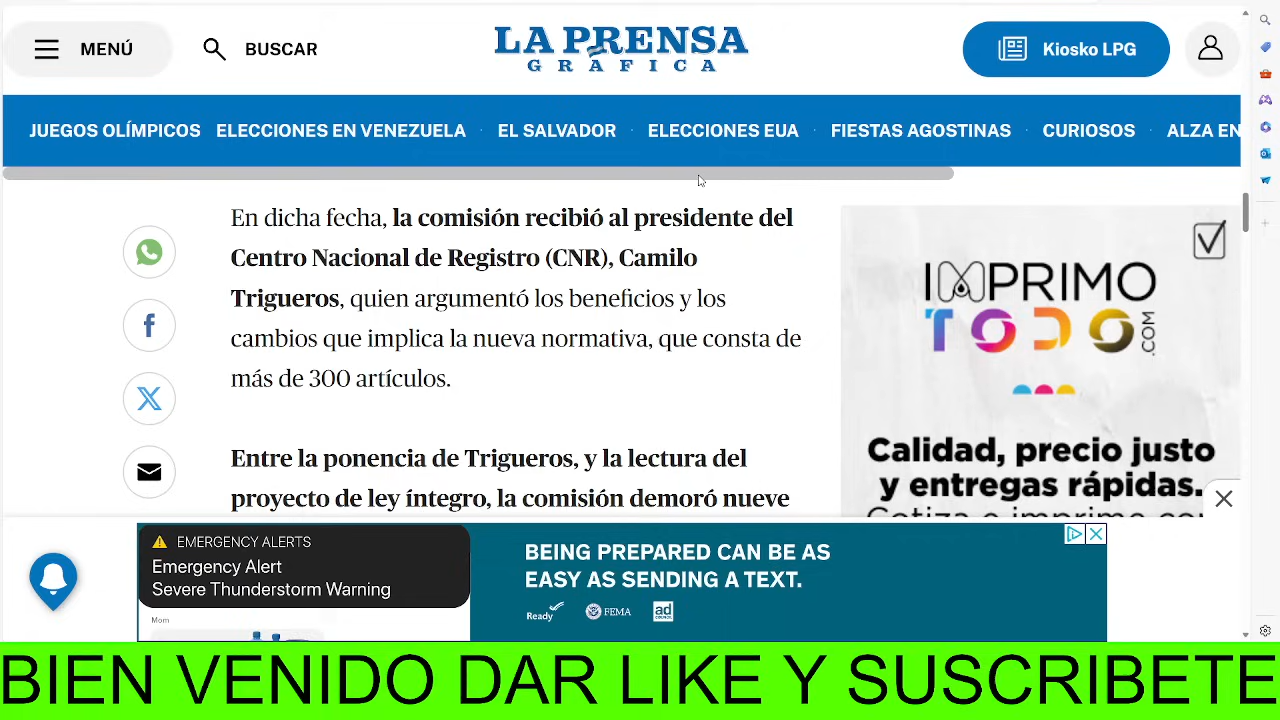 MENÚ
BUSCAR
LA PRENSA
GRÁFICA
Kiosko LPG
JUEGOS OLÍMPICOS
ELECCIONES EN VENEZUELA
EL SALVADOR
ELECCIONES EUA
FIESTAS AGOSTINAS
CURIOSOS
ALZA EN
En dicha fecha, la comisión recibió al presidente del
Centro Nacional de Registro (CNR), Camilo
Trigueros, quien argumentó los beneficios y los
cambios que implica la nueva normativa, que consta de
más de 300 artículos.
Entre la ponencia de Trigueros, y la lectura del
proyecto de ley íntegro, la comisión demoró nueve
IMPRIMO
TODO
.COM
Calidad, precio justo
y entregas rápidas.
Cotiza e imprime co
EMERGENCY ALERTS
Emergency Alert
Severe Thunderstorm Warning
Mom
BEING PREPARED CAN BE AS
EASY AS SENDING A TEXT.
Ready
FEMA
ad
COUNCIL
BIEN VENIDO DAR LIKE Y SUSCRIBETE